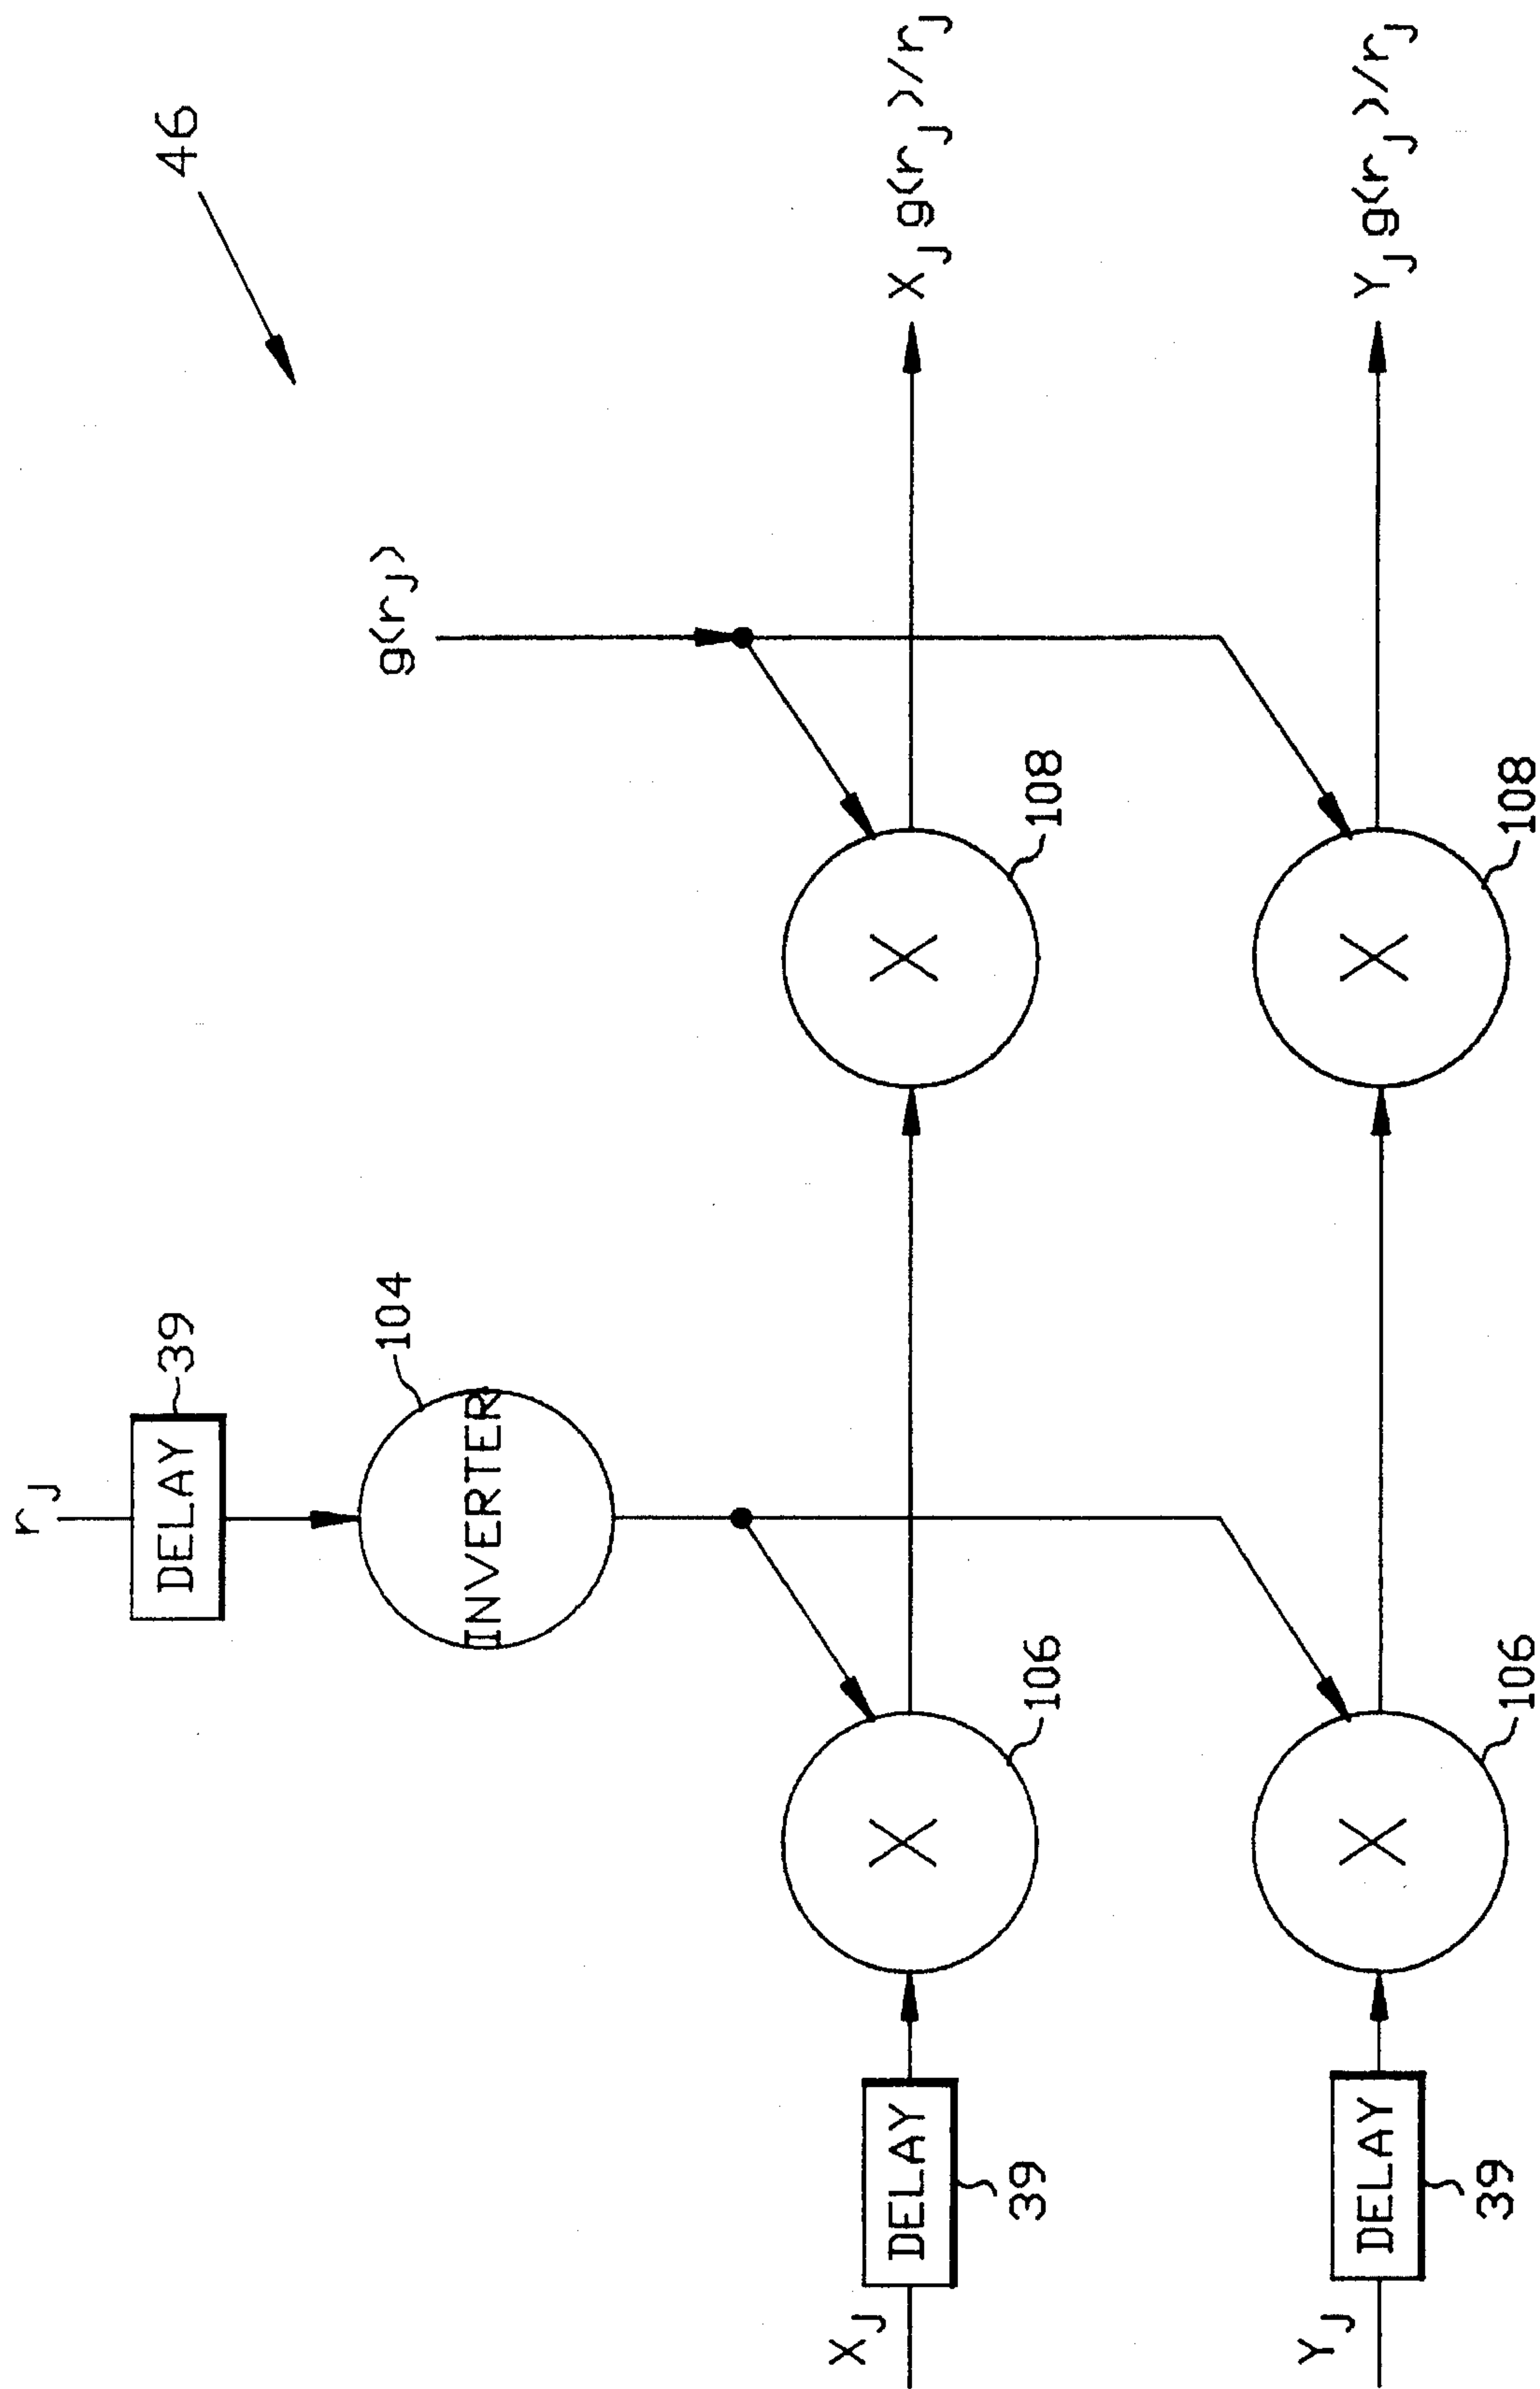 46
r_j
DELAY
39
INVERTER
104
g(r_j)
X_j
DELAY
39
X
106
X
108
X_j g(r_j)/r_j
Y_j
DELAY
39
X
106
X
108
Y_j g(r_j)/r_j